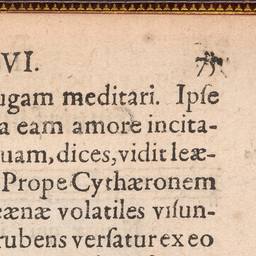 VI.
ugam meditari. Ipſe
a eam amore incita-
uam, dices, vidit leæ-
Prope Cythæronem
eænæ volatiles viſun-
rubens verſatur ex eo